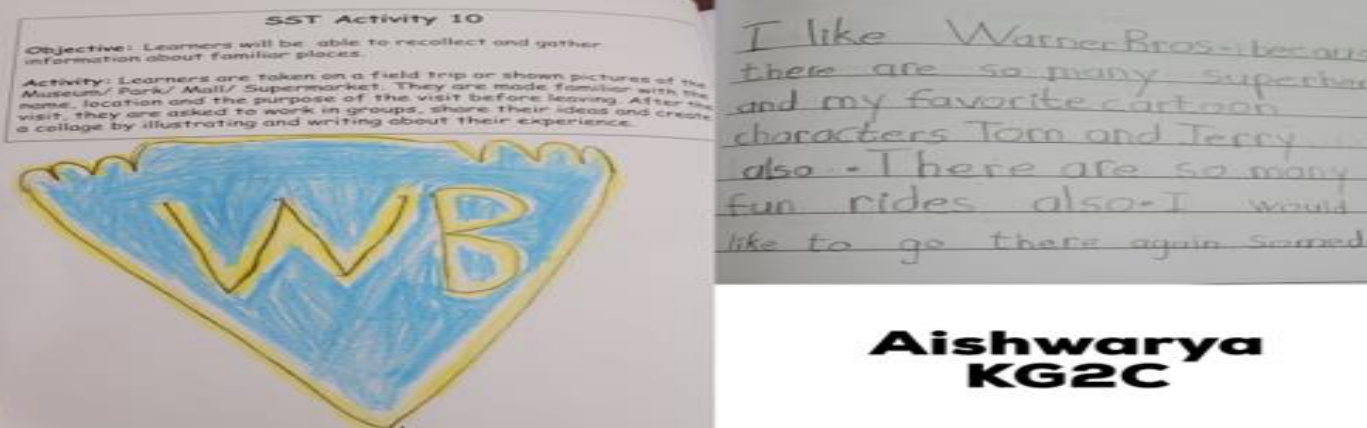 SST Activity 10
Objective: Learners will be able to recollect and gather
information about familiar places.
Activity: Learners are taken on a field trip or shown pictures of the
Museum/ Park/ Mall/ Supermarket. They are made familiar with the
name, location and the purpose of the visit before leaving. After the
visit, they are asked to work in groups, share their ideas and create
a collage by illustrating and writing about their experience.
WB
I like Warner Bros. becaus
there are so many superher
and my favorite cartoon
characters Tom and Jerry
also. There are so many
fun rides also. I would
like to go there again somed
Aishwarya
KG2C